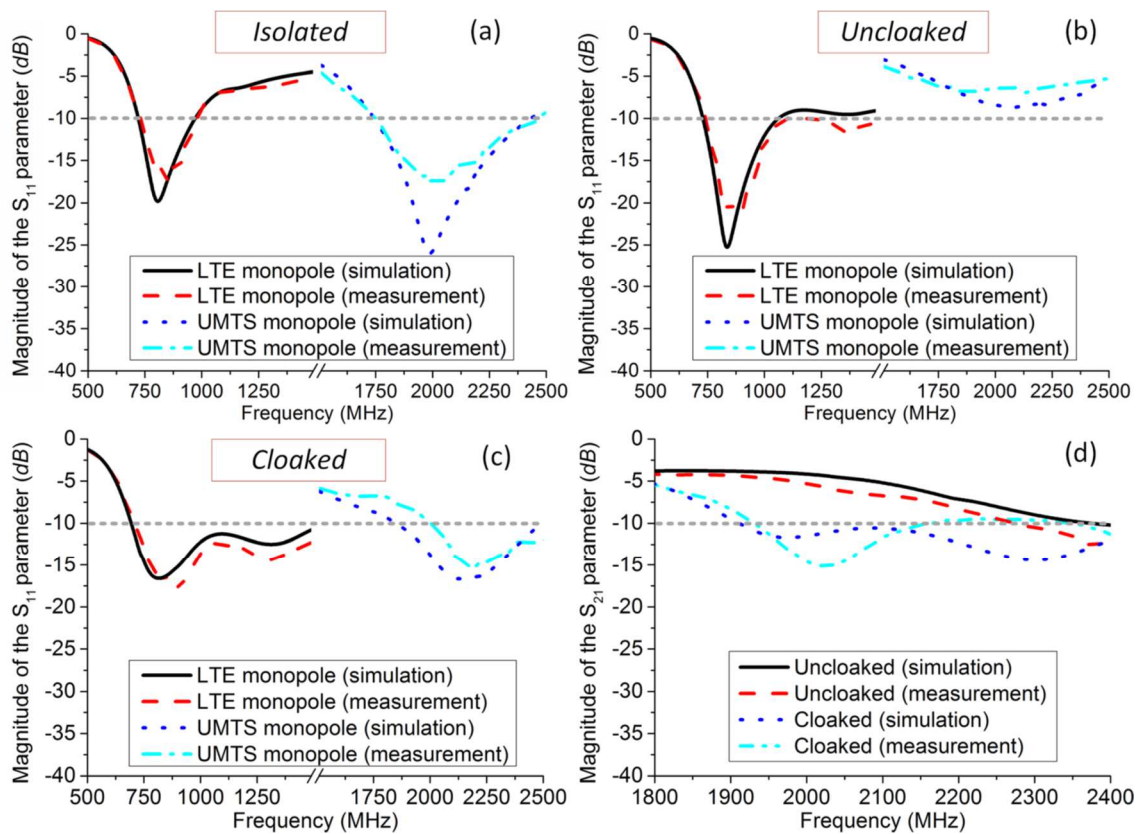 Isolated
(a)
Magnitude of the S11 parameter (dB)
0
-5
-10
-15
-20
-25
-30
-35
-40
LTE monopole (simulation)
LTE monopole (measurement)
UMTS monopole (simulation)
UMTS monopole (measurement)
500 750 1000 1250 1750 2000 2250 2500
Frequency (MHz)
Uncloaked
(b)
Magnitude of the S11 parameter (dB)
0
-5
-10
-15
-20
-25
-30
-35
-40
LTE monopole (simulation)
LTE monopole (measurement)
UMTS monopole (simulation)
UMTS monopole (measurement)
500 750 1000 1250 1750 2000 2250 2500
Frequency (MHz)
Cloaked
(c)
Magnitude of the S11 parameter (dB)
0
-5
-10
-15
-20
-25
-30
-35
-40
LTE monopole (simulation)
LTE monopole (measurement)
UMTS monopole (simulation)
UMTS monopole (measurement)
500 750 1000 1250 1750 2000 2250 2500
Frequency (MHz)
(d)
Magnitude of the S21 parameter (dB)
0
-5
-10
-15
-20
-25
-30
-35
-40
Uncloaked (simulation)
Uncloaked (measurement)
Cloaked (simulation)
Cloaked (measurement)
1800 1900 2000 2100 2200 2300 2400
Frequency (MHz)